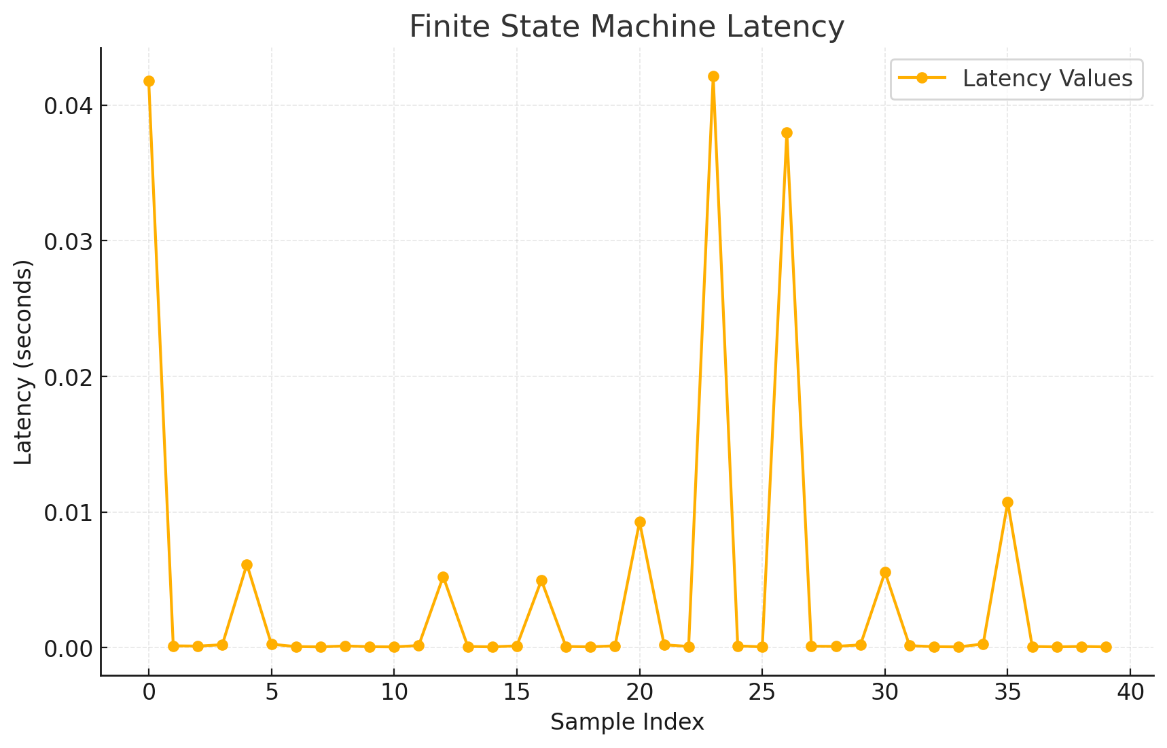 Finite State Machine Latency
Latency Values
Latency (seconds)
0.04
0.03
0.02
0.01
0.00
0 5 10 15 20 25 30 35 40
Sample Index